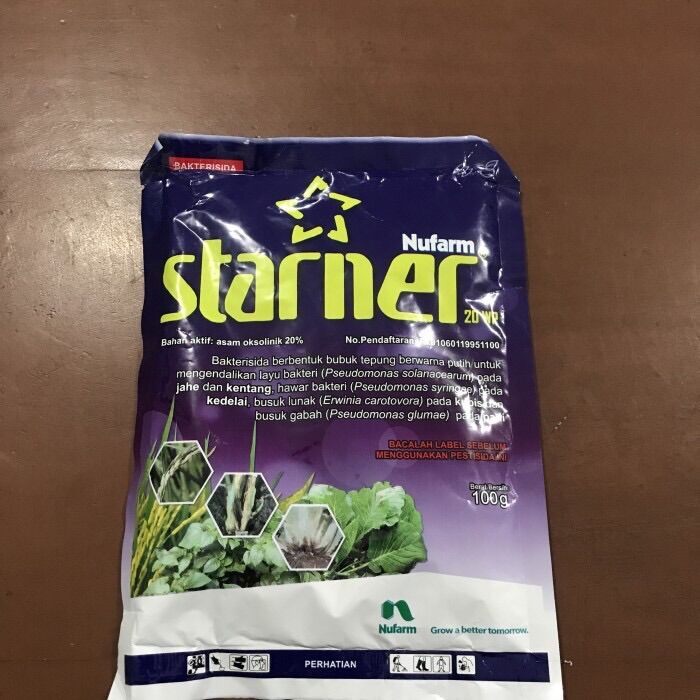 BAKTERISIDA
Nufarm
starner
20 WP
Bahan aktif: asam oksolinik 20%
No.Pendaftaran
01060119951100
Bakterisida berbentuk bubuk tepung berwarna putih untuk
mengendalikan layu bakteri (Pseudomonas solanacearum) pada
jahe dan kentang, hawar bakteri (Pseudomonas syringae) pada
kedelai, busuk lunak (Erwinia carotovora) pada kubis dan
busuk gabah (Pseudomonas glumae) pada padi
BACALAH LABEL SEBELUM
MENGGUNAKAN PESTISIDA INI
Berat Bersih
100g
Nufarm
Grow a better tomorrow.
PERHATIAN